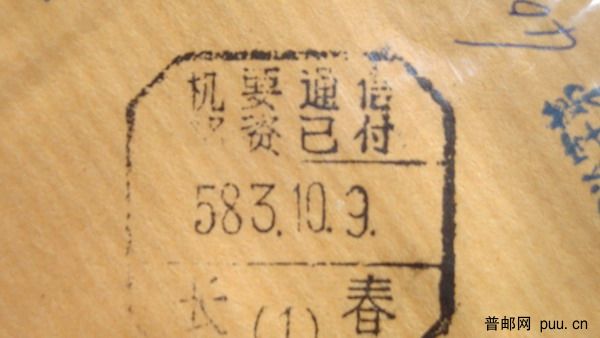 机要通信
资已付
583.10.9.
长(1)春
普邮网 puu.cn